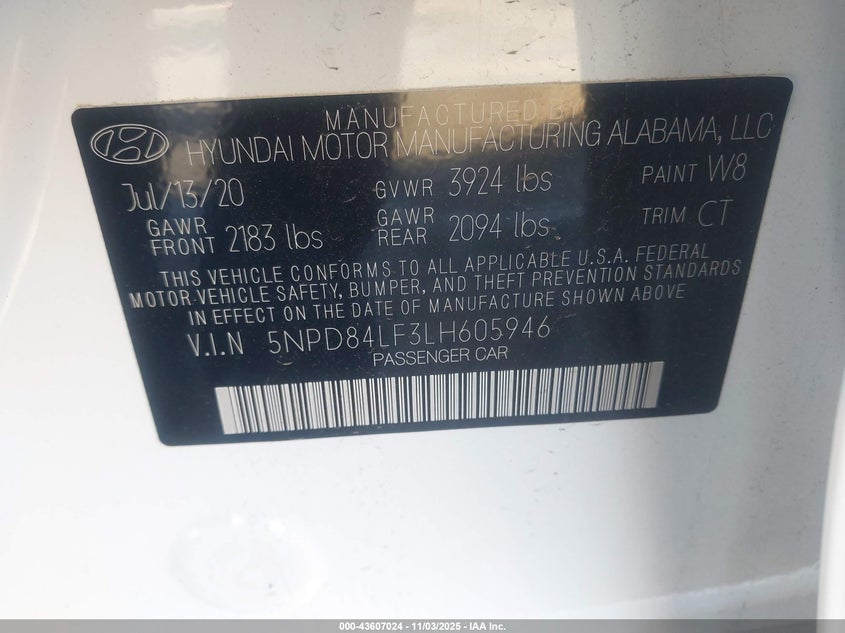 MANUFACTURED BY
HYUNDAI MOTOR MANUFACTURING ALABAMA, LLC
Jul/13/20 GVWR 3924 lbs PAINT W8
GAWR FRONT 2183 lbs GAWR REAR 2094 lbs TRIM CT
THIS VEHICLE CONFORMS TO ALL APPLICABLE U.S.A. FEDERAL
MOTOR-VEHICLE SAFETY, BUMPER, AND THEFT PREVENTION STANDARDS
IN EFFECT ON THE DATE OF MANUFACTURE SHOWN ABOVE
V.I.N 5NPD84LF3LH605946
PASSENGER CAR
000-43607024 - 11/03/2025 - IAA Inc.